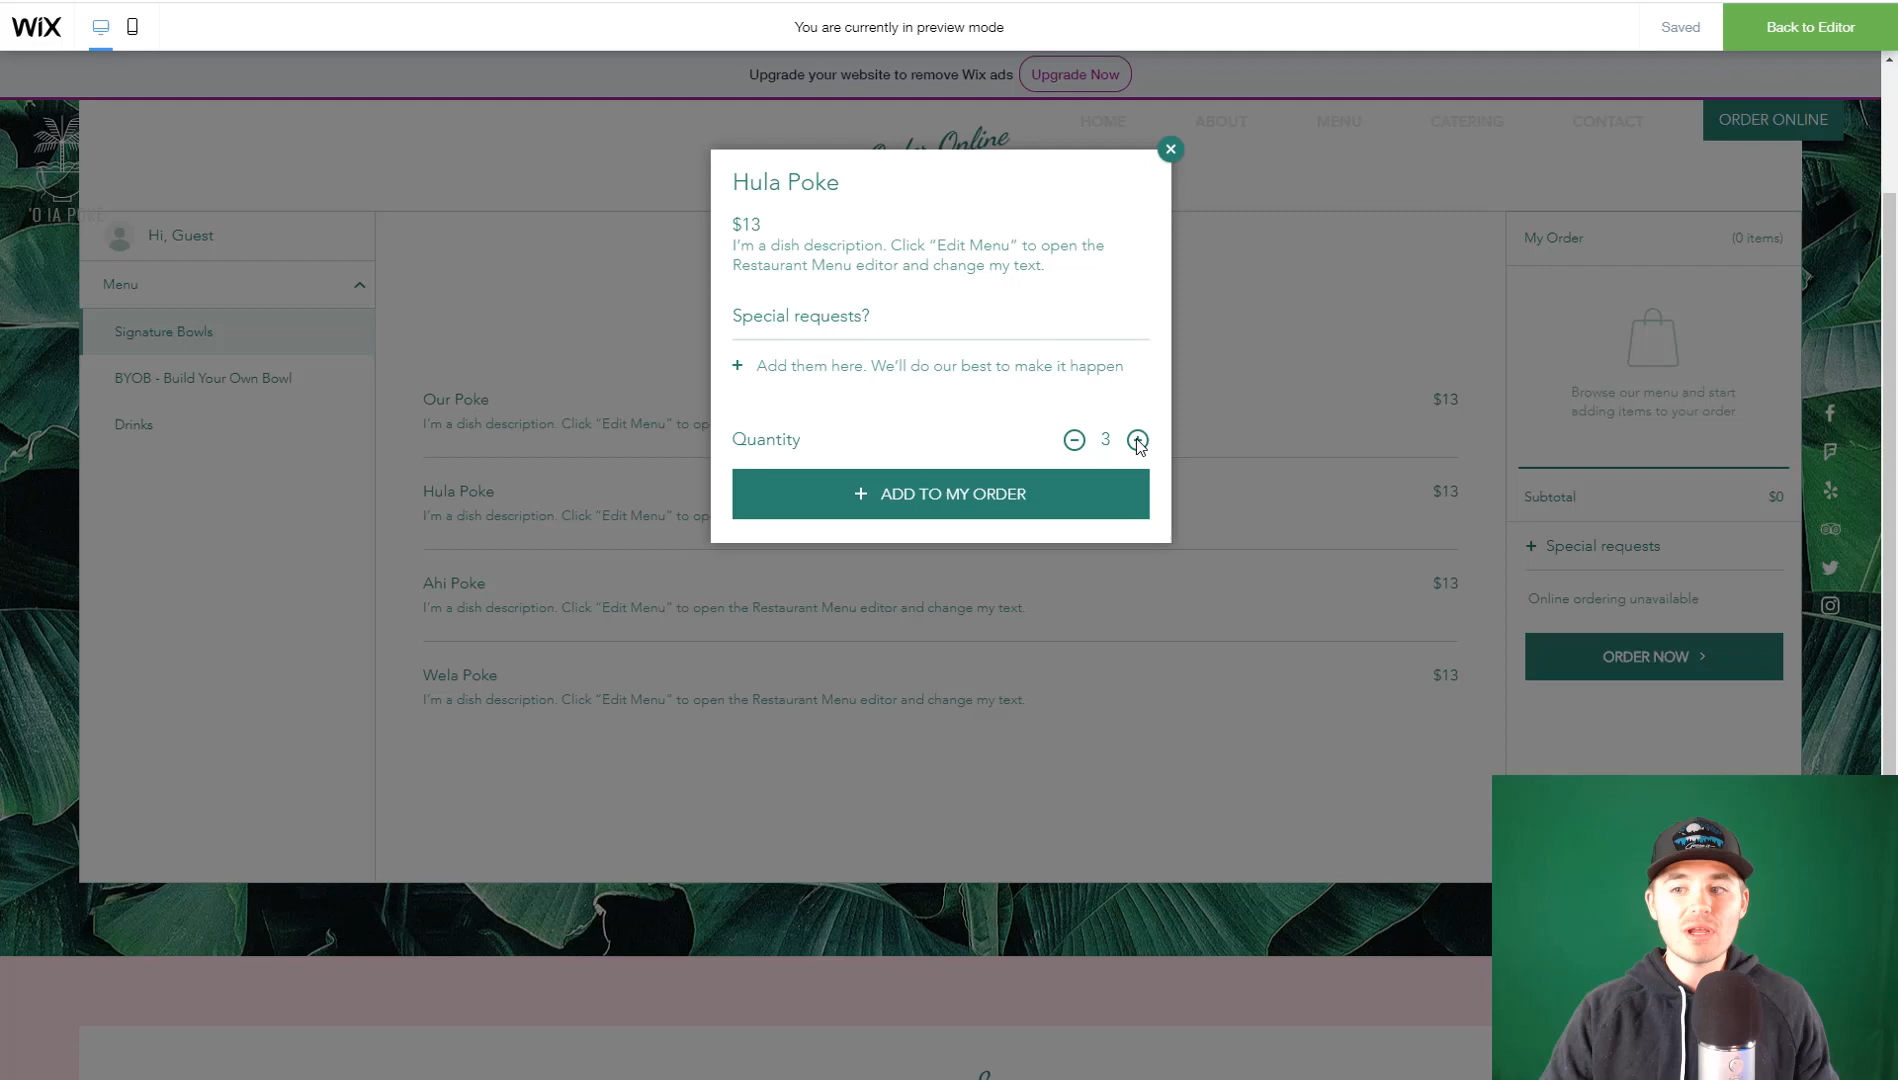 WIX
You are currently in preview mode
Saved
Back to Editor
Upgrade your website to remove Wix ads
Upgrade Now
'O IA POKE
Order Online
HOME
ABOUT
MENU
CATERING
CONTACT
ORDER ONLINE
Hi, Guest
Menu
Signature Bowls
BYOB - Build Your Own Bowl
Drinks
Hula Poke
$13
I'm a dish description. Click “Edit Menu” to open the
Restaurant Menu editor and change my text.
Special requests?
+ Add them here. We'll do our best to make it happen
Quantity
3
+ ADD TO MY ORDER
Our Poke
$13
I'm a dish description. Click “Edit Menu” to
Hula Poke
$13
I'm a dish description. Click “Edit Menu” to
Ahi Poke
$13
I'm a dish description. Click “Edit Menu” to open the Restaurant Menu editor and change my text.
Wela Poke
$13
I'm a dish description. Click “Edit Menu” to open the Restaurant Menu editor and change my text.
My Order
(0 items)
Browse our menu and start
adding items to your order
Subtotal
$0
+ Special requests
Online ordering unavailable
ORDER NOW >